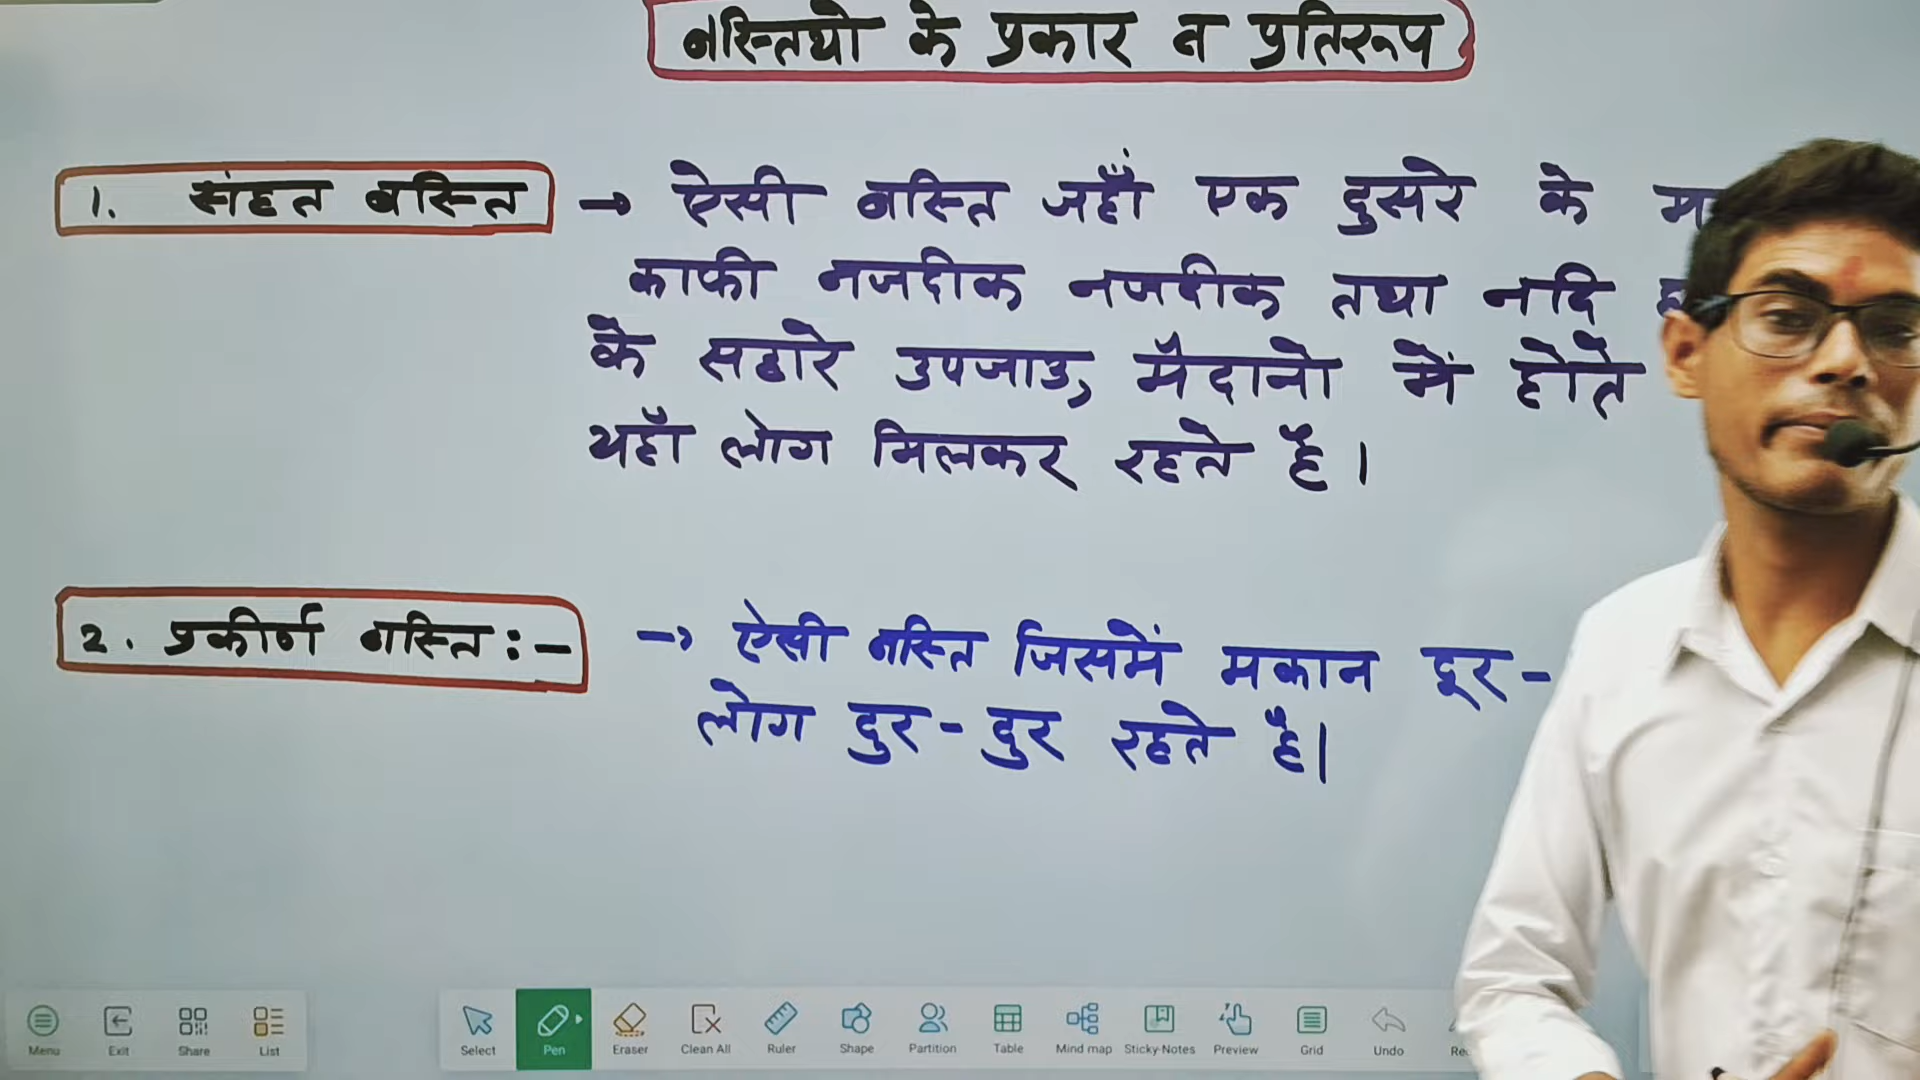 बस्तियो के प्रकार व प्रतिरूप
1. संहत बस्ति → ऐसी बस्ति जहाँ एक दुसरे के
काफी नजदीक नजदीक तथा नदि
के सहारे उपजाउ, मैदानो में होते
यहाँ लोग मिलकर रहते है।
2. प्रकीर्ण बस्ति:- → ऐसी बस्ति जिसमें मकान दूर-
लोग दुर-दुर रहते है।
Menu Exit Share List Select Pen Eraser Clean All Ruler Shape Partition Table Mind map Sticky-Notes Preview Grid Undo